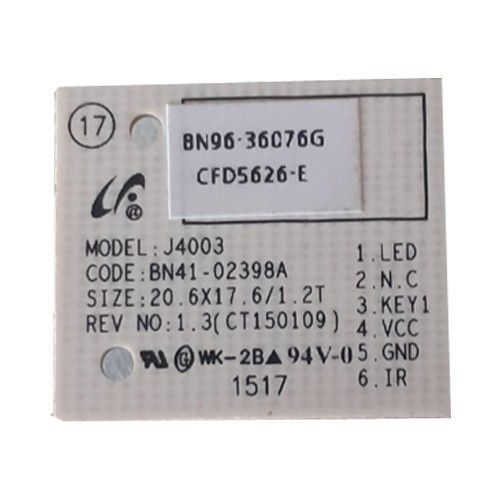 17
BN96-36076G
CFD5626-E
MODEL: J4003
CODE: BN41-02398A
SIZE: 20.6X17.6/1.2T
REV NO: 1.3(CT150109)
WK-2B▲94V-0
1517
1.LED
2.N.C
3.KEY1
4.VCC
5.GND
6.IR